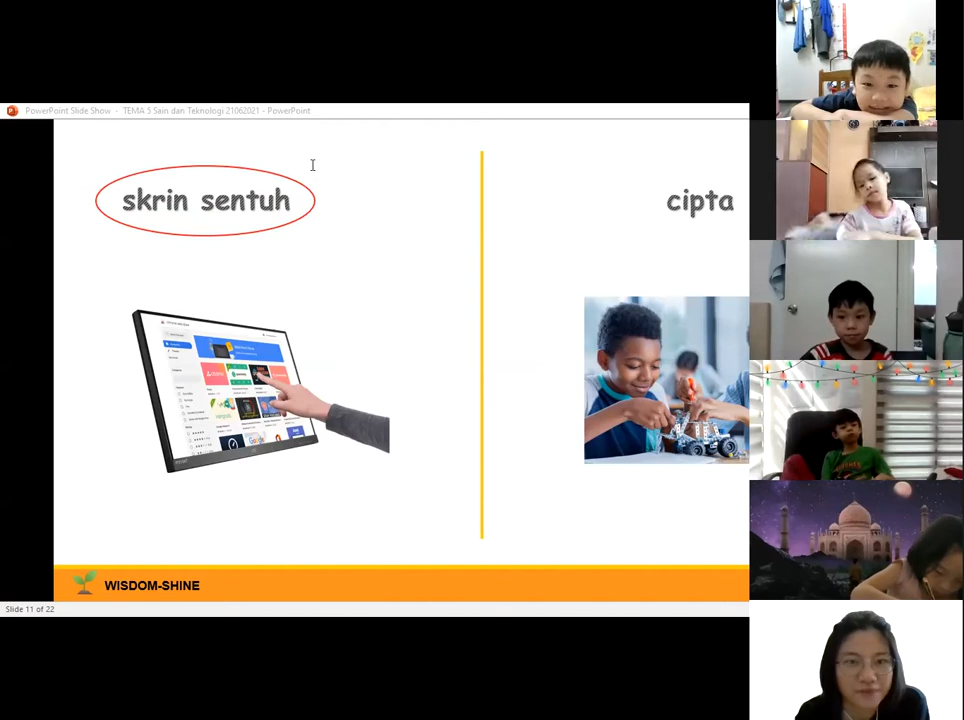 PowerPoint Slide Show - TEMA 5 Sain dan Teknologi 21062021 - PowerPoint
skrin sentuh
cipta
Google
WISDOM-SHINE
Slide 11 of 22